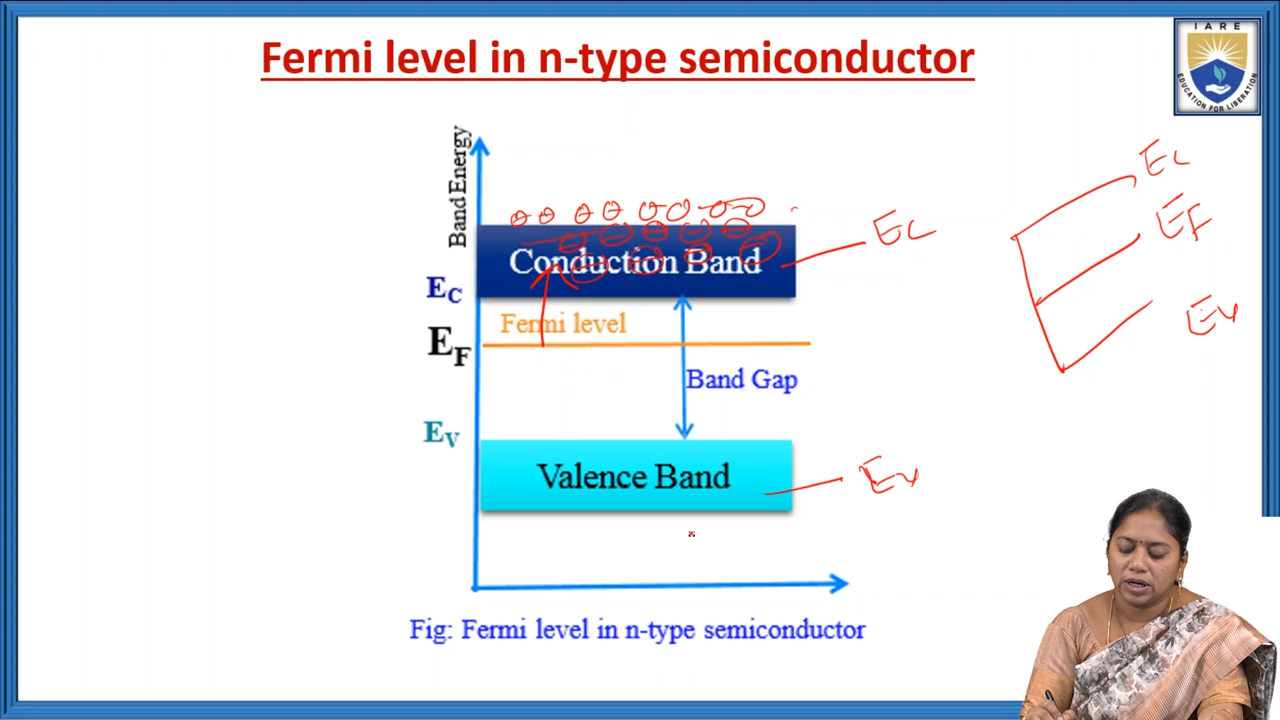 Fermi level in n-type semiconductor
IARE
EDUCATION FOR LIBERATION
Band Energy
Conduction Band
EC
EC
EC
Fermi level
EF
EF
Band Gap
EV
EV
Valence Band
EV
Fig: Fermi level in n-type semiconductor